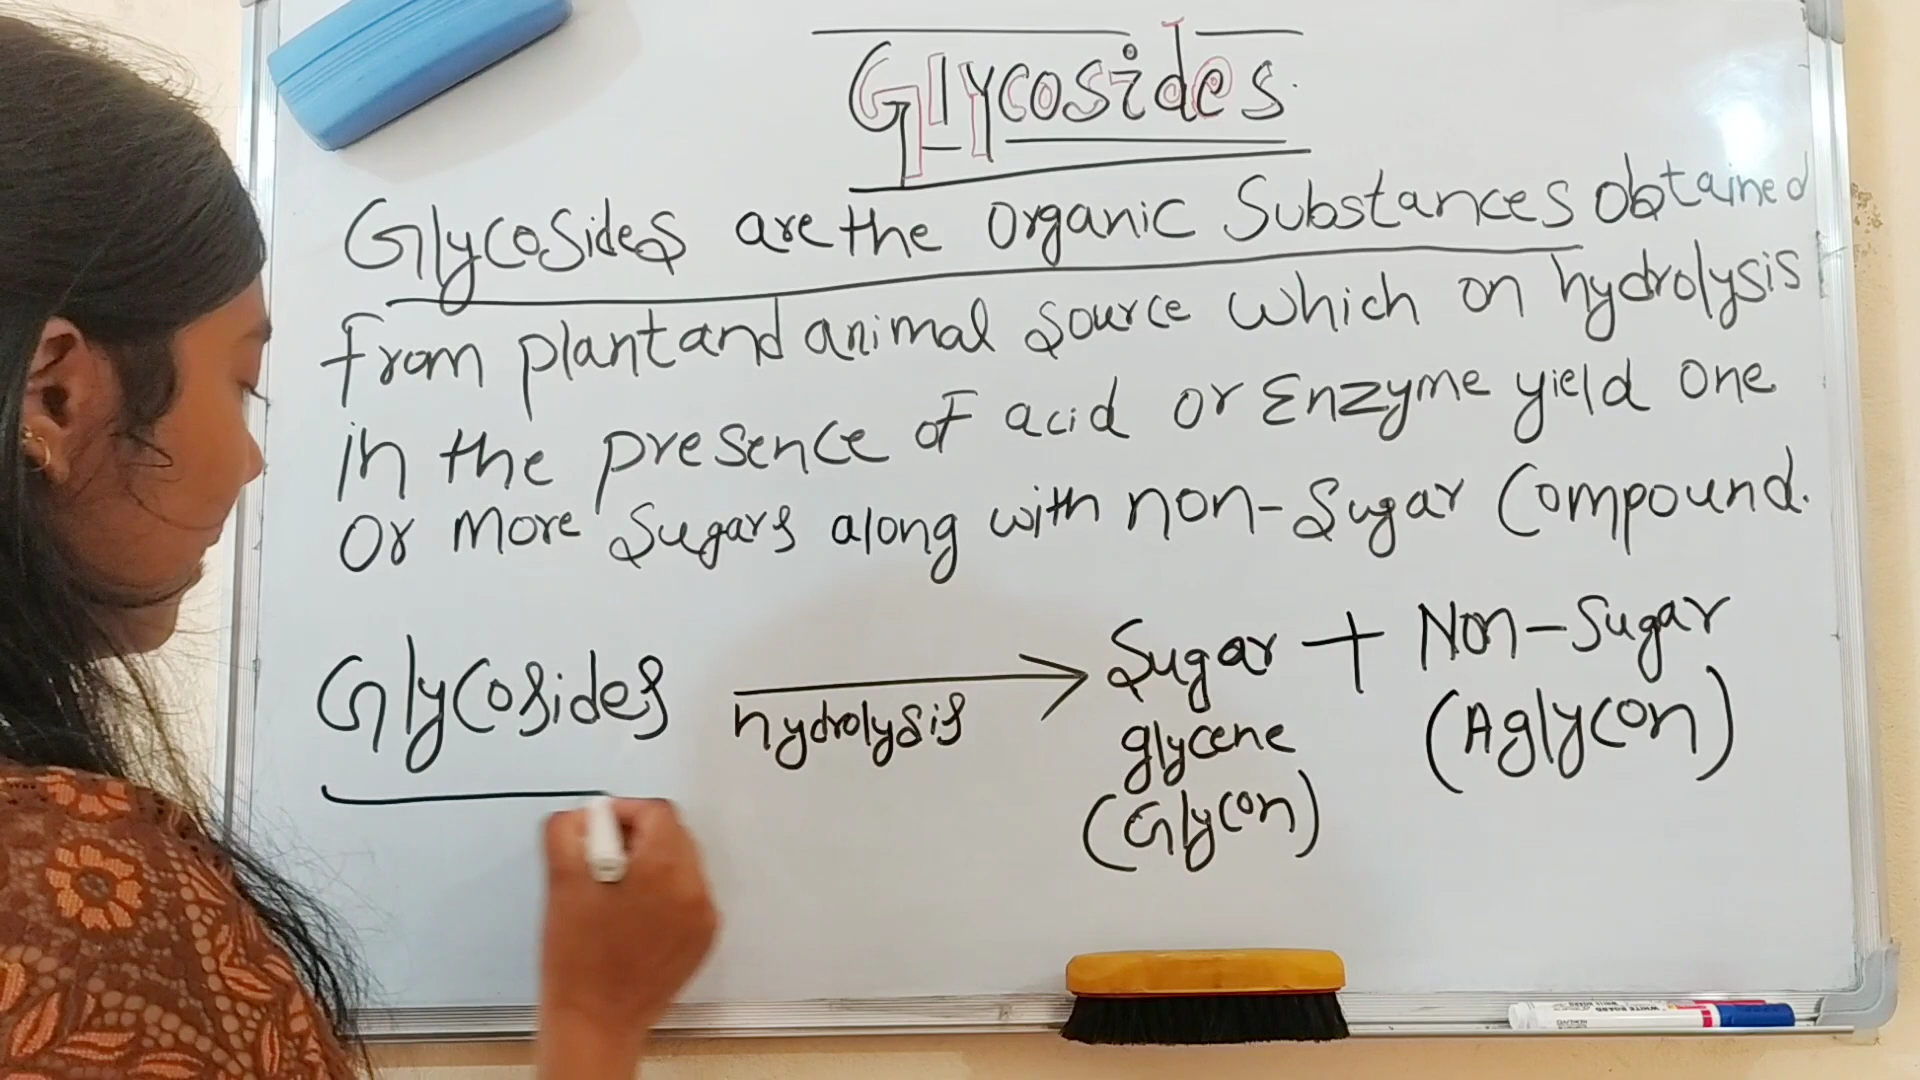 Glycosides
Glycosides are the Organic Substances Obtained
from plant and animal source which on hydrolysis
in the presence of acid or Enzyme yield one
or more sugars along with non-sugar compound.
Glycosides hydrolysis Sugar + Non-Sugar
glycene (Aglycon)
(Glycon)
WHITE BOARD